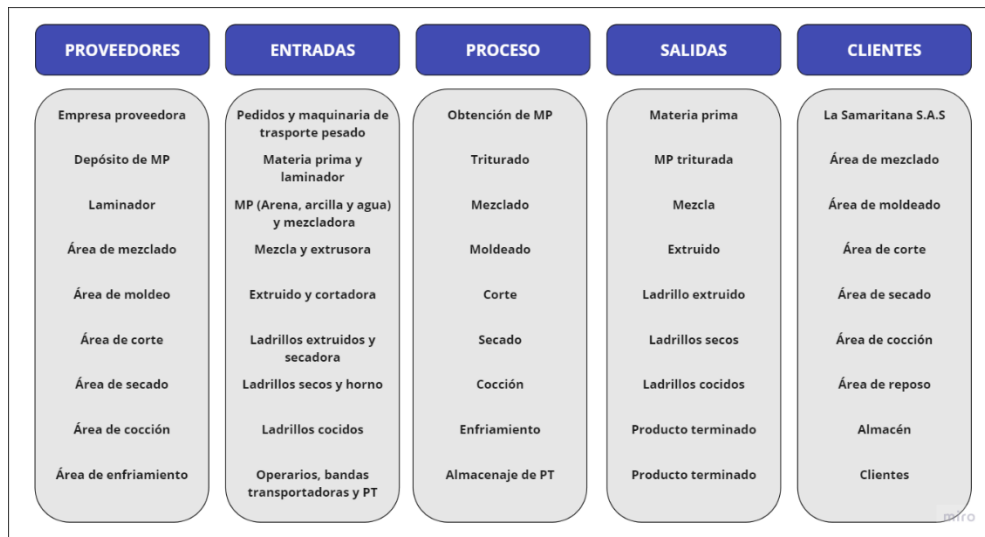 PROVEEDORES
ENTRADAS
PROCESO
SALIDAS
CLIENTES
Empresa proveedora
Pedidos y maquinaria de
trasporte pesado
Obtención de MP
Materia prima
La Samaritana S.A.S
Depósito de MP
Materia prima y
laminador
Triturado
MP triturada
Área de mezclado
Laminador
MP (Arena, arcilla y agua)
y mezcladora
Mezclado
Mezcla
Área de moldeado
Área de mezclado
Mezcla y extrusora
Moldeado
Extruido
Área de corte
Área de moldeo
Extruido y cortadora
Corte
Ladrillo extruido
Área de secado
Área de corte
Ladrillos extruidos y
secadora
Secado
Ladrillos secos
Área de cocción
Área de secado
Ladrillos secos y horno
Cocción
Ladrillos cocidos
Área de reposo
Área de cocción
Ladrillos cocidos
Enfriamiento
Producto terminado
Almacén
Área de enfriamiento
Operarios, bandas
transportadoras y PT
Almacenaje de PT
Producto terminado
Clientes
miro